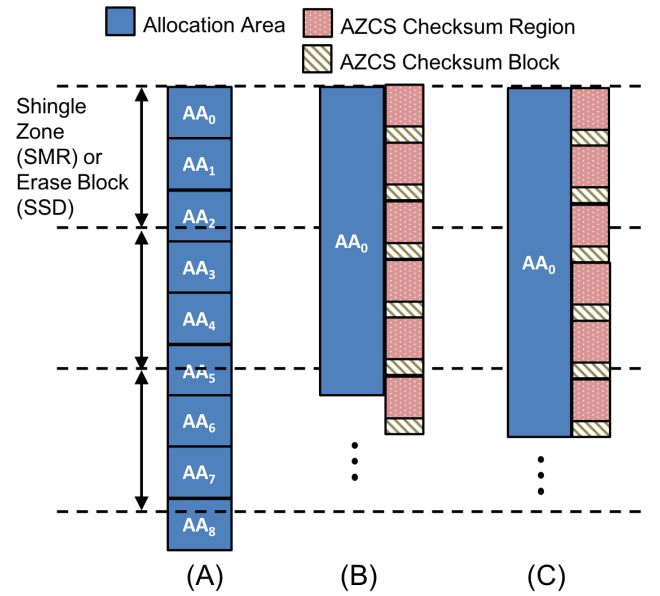 Allocation Area
AZCS Checksum Region
AZCS Checksum Block
Shingle
Zone
(SMR) or
Erase Block
(SSD)
AA₀
AA₁
AA₂
AA₃
AA₄
AA₅
AA₆
AA₇
AA₈
AA₀
AA₀
(A)
(B)
(C)